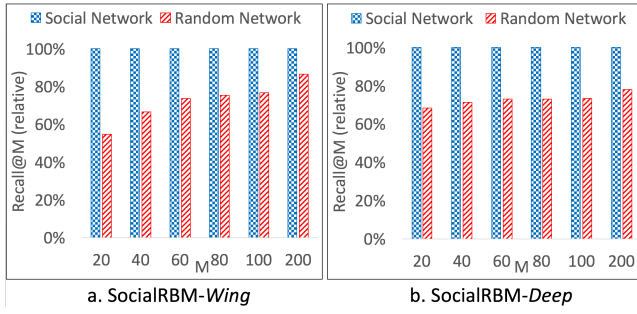 Social Network Random Network
100%
80%
60%
40%
20%
0%
Recall@M (relative)
20 40 60 80 100 200
M
a. SocialRBM-Wing
Social Network Random Network
100%
80%
60%
40%
20%
0%
Recall@M (relative)
20 40 60 80 100 200
M
b. SocialRBM-Deep